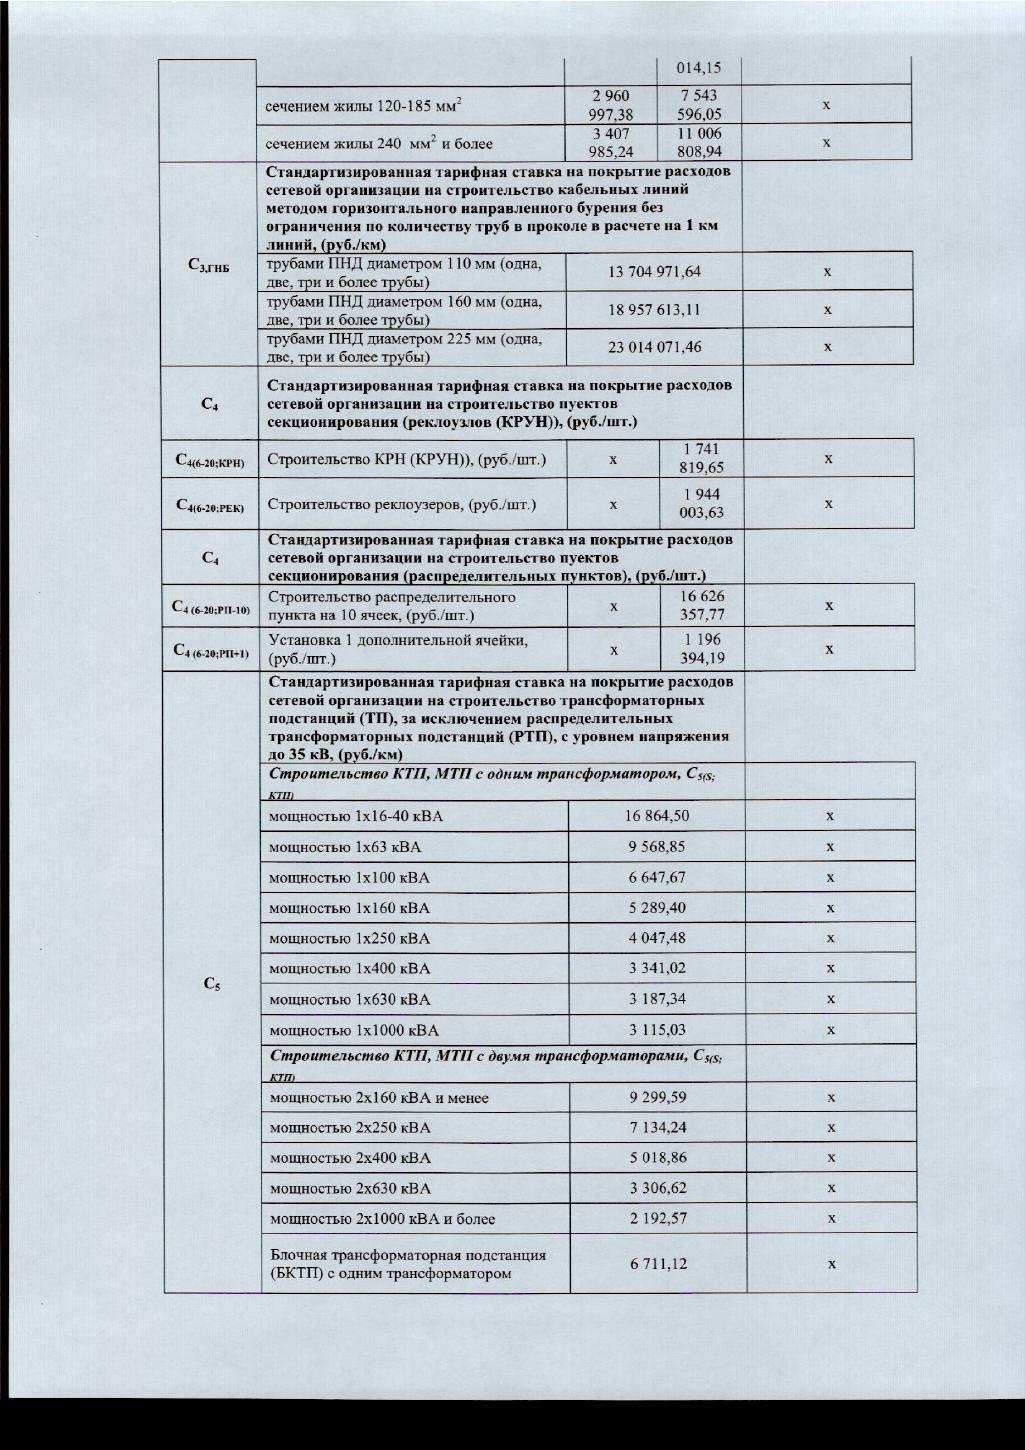 014,15
сечением жилы 120-185 мм²
2 960
997,38
7 543
596,05
x
сечением жилы 240 мм² и более
3 407
985,24
11 006
808,94
x
С3,ГНБ
Стандартизированная тарифная ставка на покрытие расходов
сетевой организации на строительство кабельных линий
методом горизонтального направленного бурения без
ограничения по количеству труб в проколе в расчете на 1 км
линий, (руб./км)
трубами ПНД диаметром 110 мм (одна,
две, три и более трубы)
13 704 971,64
x
трубами ПНД диаметром 160 мм (одна,
две, три и более трубы)
18 957 613,11
x
трубами ПНД диаметром 225 мм (одна,
две, три и более трубы)
23 014 071,46
x
С4
Стандартизированная тарифная ставка на покрытие расходов
сетевой организации на строительство пуектов
секционирования (реклоузлов (КРУН)), (руб./шт.)
С4(6-20;КРН)
Строительство КРН (КРУН)), (руб./шт.)
x
1 741
819,65
x
С4(6-20;РЕК)
Строительство реклоузеров, (руб./шт.)
x
1 944
003,63
x
С4
Стандартизированная тарифная ставка на покрытие расходов
сетевой организации на строительство пуектов
секционирования (распределительных пунктов), (руб./шт.)
С4 (6-20;РП-10)
Строительство распределительного
пункта на 10 ячеек, (руб./шт.)
x
16 626
357,77
x
С4 (6-20;РП+1)
Установка 1 дополнительной ячейки,
(руб./шт.)
x
1 196
394,19
x
С5
Стандартизированная тарифная ставка на покрытие расходов
сетевой организации на строительство трансформаторных
подстанций (ТП), за исключением распределительных
трансформаторных подстанций (РТП), с уровнем напряжения
до 35 кВ, (руб./км)
Строительство КТП, МТП с одним трансформатором, С5(S;
КТП)
мощностью 1х16-40 кВА
16 864,50
x
мощностью 1х63 кВА
9 568,85
x
мощностью 1х100 кВА
6 647,67
x
мощностью 1х160 кВА
5 289,40
x
мощностью 1х250 кВА
4 047,48
x
мощностью 1х400 кВА
3 341,02
x
мощностью 1х630 кВА
3 187,34
x
мощностью 1х1000 кВА
3 115,03
x
Строительство КТП, МТП с двумя трансформаторами, С5(S;
КТП)
мощностью 2х160 кВА и менее
9 299,59
x
мощностью 2х250 кВА
7 134,24
x
мощностью 2х400 кВА
5 018,86
x
мощностью 2х630 кВА
3 306,62
x
мощностью 2х1000 кВА и более
2 192,57
x
Блочная трансформаторная подстанция
(БКТП) с одним трансформатором
6 711,12
x